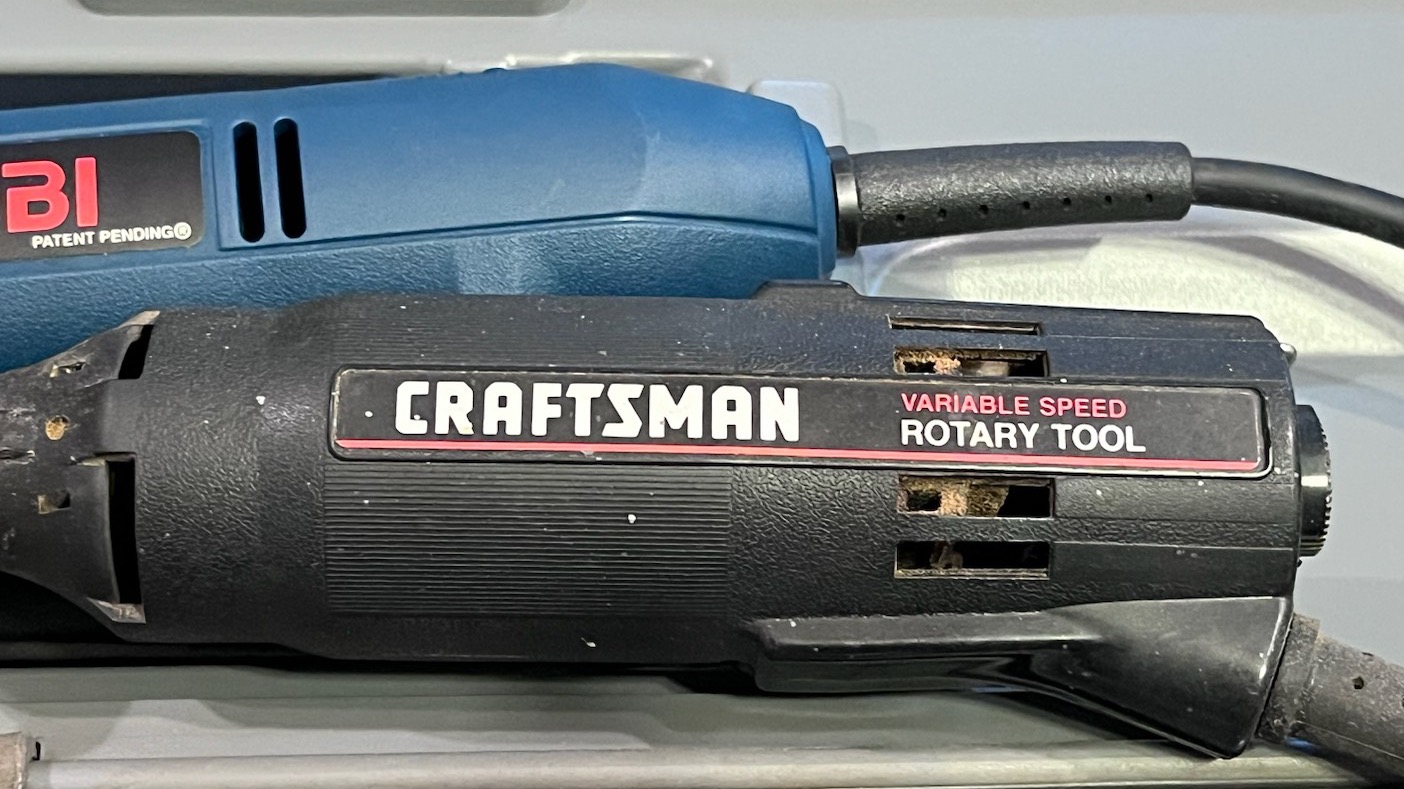 BI
PATENT PENDING®
CRAFTSMAN
VARIABLE SPEED
ROTARY TOOL